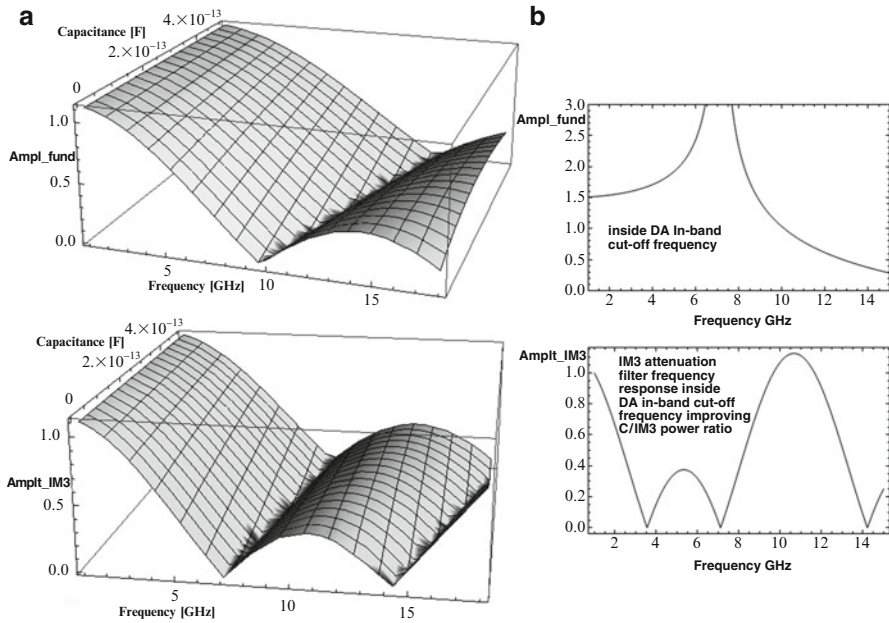 a
Capacitance [F]
4.×10⁻¹³
2.×10⁻¹³
0
1.0
Ampl_fund
0.5
0.0
5
Frequency [GHz]
10
15
Capacitance [F]
4.×10⁻¹³
2.×10⁻¹³
0
1.0
Amplt_IM3
0.5
0.0
5
Frequency [GHz]
10
15
b
3.0
Ampl_fund
2.5
2.0
1.5
1.0
0.5
0.0
inside DA In-band
cut-off frequency
2 4 6 8 10 12 14
Frequency GHz
Amplt_IM3
1.0
0.8
0.6
0.4
0.2
0.0
IM3 attenuation
filter frequency
response inside
DA in-band cut-off
frequency improving
C/IM3 power ratio
2 4 6 8 10 12 14
Frequency GHz